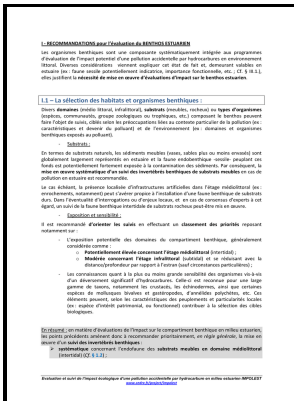 I - RECOMMANDATIONS pour l'évaluation du BENTHOS ESTUARIEN
Les organismes benthiques sont une composante systématiquement intégrée aux programmes
d'évaluation de l'impact potentiel d'une pollution accidentelle par hydrocarbures en environnement
littoral. Diverses considérations viennent expliquer cet état de fait et, demeurant valables en
estuaire (ex : faune sessile potentiellement indicatrice, importance fonctionnelle, etc. ; Cf. § III.1.),
elles justifient la nécessité de mise en œuvre d'évaluations d'impact sur le benthos estuarien.
I.1 – La sélection des habitats et organismes benthiques :
Divers domaines (médio littoral, infralittoral), substrats (meubles, rocheux) ou types d'organismes
(espèces, communautés, groupe zoologiques ou trophiques, etc.) composant le benthos peuvent
faire l'objet de suivis, ciblés selon les préoccupations liées au contexte particulier de la pollution (ex :
caractéristiques et devenir du polluant) et de l'environnement (ex : domaines et organismes
benthiques exposés au polluant).
- Substrats :
En termes de substrats naturels, les sédiments meubles (vases, sables plus ou moins envasés) sont
globalement largement représentés en estuaire et la faune endobenthique «sessile» peuplant ces
fonds est potentiellement fortement exposée à la contamination des sédiments. Par conséquent, la
mise en œuvre systématique d'un suivi des invertébrés benthiques de substrats meubles en cas de
pollution en estuaire est recommandée.
Le cas échéant, la présence localisée d'infrastructures artificielles dans l'étage médiolittoral (ex :
enrochements, notamment) peut s'avérer propice à l'installation d'une faune benthique de substrats
durs. Dans l'éventualité d'interrogations ou d'enjeux locaux, et en cas de consensus d'experts à cet
égard, un suivi de la faune benthique intertidale de substrats rocheux peut-être mis en œuvre.
- Exposition et sensibilité :
Il est recommandé d'orienter les suivis en effectuant un classement des priorités reposant
notamment sur :
- L'exposition potentielle des domaines du compartiment benthique, généralement
considérée comme :
o Potentiellement élevée concernant l'étage médiolittoral (intertidal) ;
o Modérée concernant l'infralittoral (subtidal) et se réduisant avec la
distance/profondeur par rapport à l'estran (sauf circonstances particulières) ;
- Les connaissances quant à la plus ou moins grande sensibilité des organismes vis-à-vis
d'un déversement significatif d'hydrocarbures. Celle-ci est reconnue pour une large
gamme de taxons, notamment les crustacés, les échinodermes, ainsi que certains
espèces de mollusques bivalves et gastropodes, d'annélides polychètes, etc. Ces
éléments peuvent, selon les caractéristiques des peuplements et particularités locales
(ex : espèce d'intérêt patrimonial, ou fonctionnel) contribuer à la sélection des cibles
biologiques.
En résumé : en matière d'évaluations de l'impact sur le compartiment benthique en milieu estuarien,
les points précédents amènent donc à recommander prioritairement, en règle générale, la mise en
œuvre d'un suivi des invertébrés benthiques :
➢ systématique concernant l'endofaune des substrats meubles en domaine médiolittoral
(intertidal) (Cf. § I.2) ;
Evaluation et suivi de l'impact écologique d'une pollution accidentelle par hydrocarbure en milieu estuarien-IMPOLEST